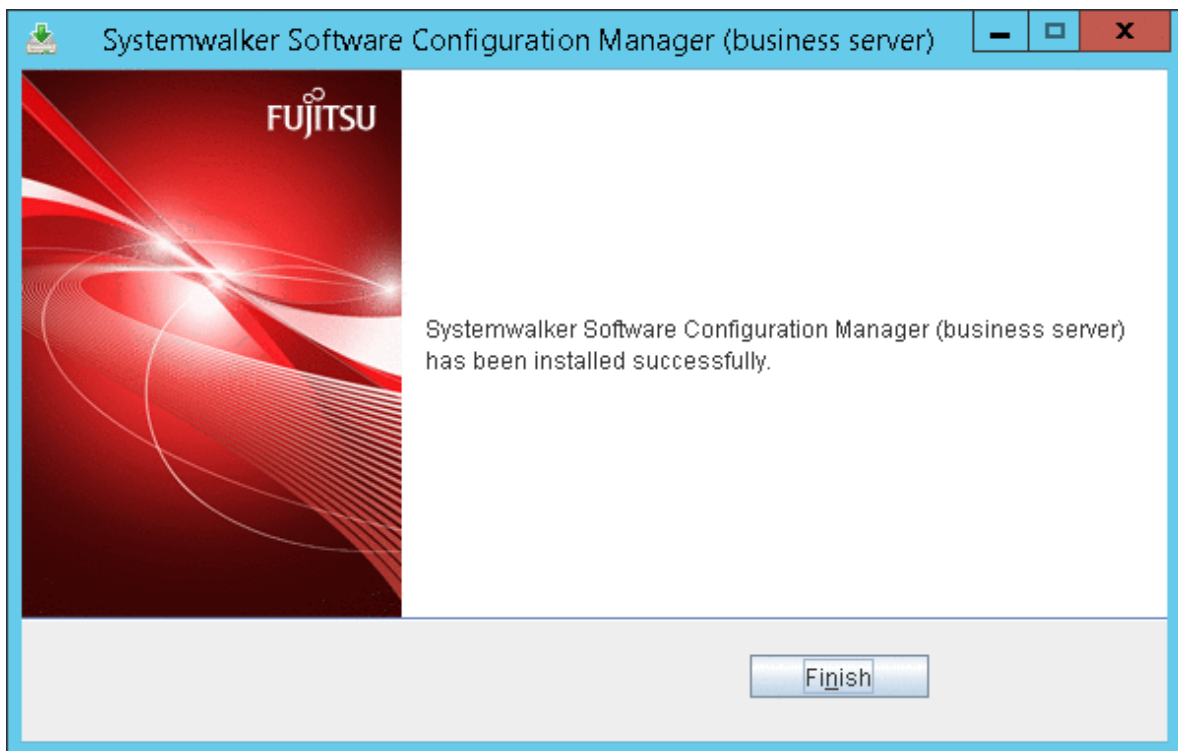 Systemwalker Software Configuration Manager (business server)
FUJITSU
Systemwalker Software Configuration Manager (business server)
has been installed successfully.
Finish